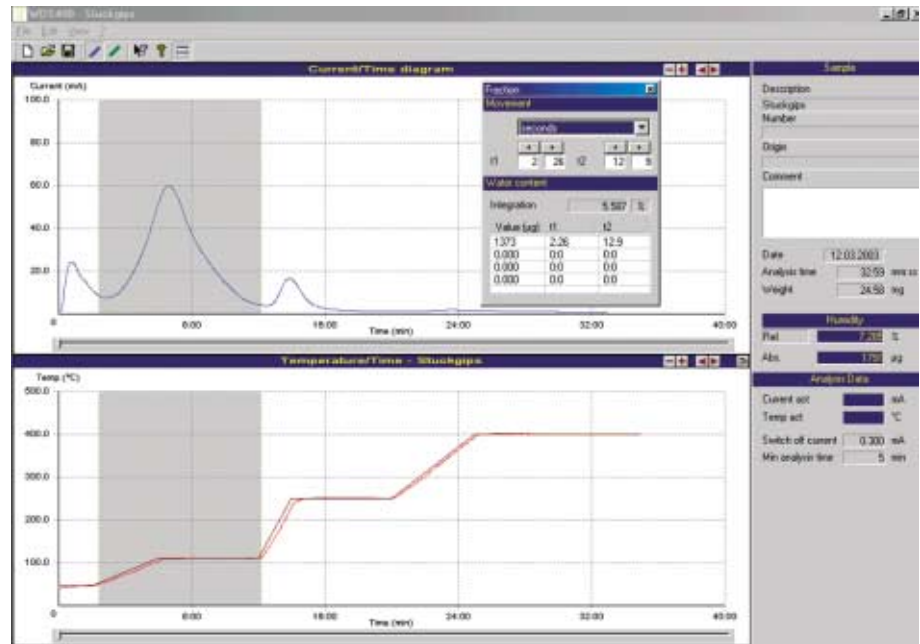 WDS400 - Stuckgips
Current/Time diagram
Current (mA)
100.0
80.0
60.0
40.0
20.0
0
8:00
16:00
24:00
32:00
40:00
Time (min)
Fraction
Movement
seconds
t1 2 26 t2 12 9
Water content
Integration 5.587 %
Value (µg) t1 t2
1373 2.26 12.9
0.000 0.0 0.0
0.000 0.0 0.0
0.000 0.0 0.0
Temperature/Time - Stuckgips
Temp (°C)
500.0
400.0
300.0
200.0
100.0
0
8:00
16:00
24:00
32:00
40:00
Time (min)
Sample
Description
Stuckgips
Number
Origin
Comment
Date 12.03.2003
Analysis time 32:59
Weight 24.58 mg
Humidity
Rel. %
Abs. µg
Analysis Data
Current act mA
Temp act °C
Switch off current 0.300 mA
Min analysis time 5 min